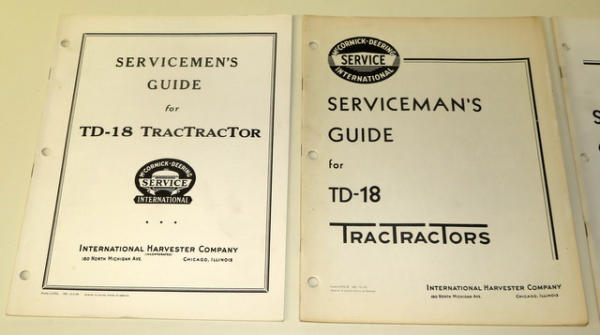 SERVICEMEN'S
GUIDE
for
TD-18 TRACTRACTOR
McCORMICK-DEERING
SERVICE
INTERNATIONAL
INTERNATIONAL HARVESTER COMPANY
(INCORPORATED)
180 NORTH MICHIGAN AVE. CHICAGO, ILLINOIS
McCORMICK-DEERING
SERVICE
INTERNATIONAL
SERVICEMAN'S
GUIDE
for
TD-18
TRACTRACTORS
INTERNATIONAL HARVESTER COMPANY
180 NORTH MICHIGAN AVE. CHICAGO, ILLINOIS
S